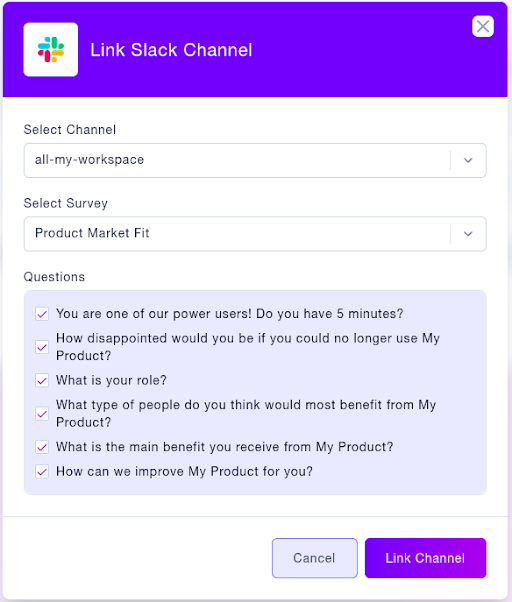 Link Slack Channel
Select Channel
all-my-workspace
Select Survey
Product Market Fit
Questions
You are one of our power users! Do you have 5 minutes?
How disappointed would you be if you could no longer use My
Product?
What is your role?
What type of people do you think would most benefit from My
Product?
What is the main benefit you receive from My Product?
How can we improve My Product for you?
Cancel
Link Channel